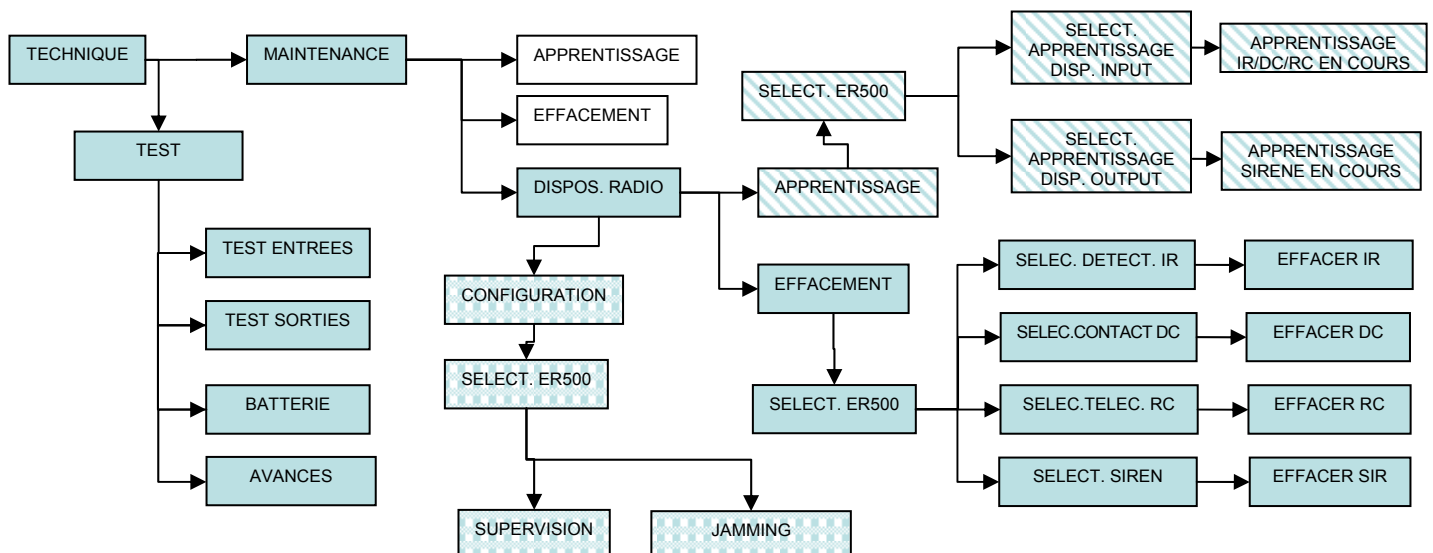 TECHNIQUE
MAINTENANCE
APPRENTISSAGE
EFFACEMENT
TEST
DISPOS. RADIO
TEST ENTREES
TEST SORTIES
BATTERIE
AVANCES
CONFIGURATION
SELECT. ER500
SUPERVISION
JAMMING
APPRENTISSAGE
SELECT. ER500
SELECT.
APPRENTISSAGE
DISP. INPUT
APPRENTISSAGE
IR/DC/RC EN COURS
SELECT.
APPRENTISSAGE
DISP. OUTPUT
APPRENTISSAGE
SIRENE EN COURS
EFFACEMENT
SELECT. ER500
SELEC. DETECT. IR
EFFACER IR
SELEC.CONTACT DC
EFFACER DC
SELEC.TELEC. RC
EFFACER RC
SELECT. SIREN
EFFACER SIR